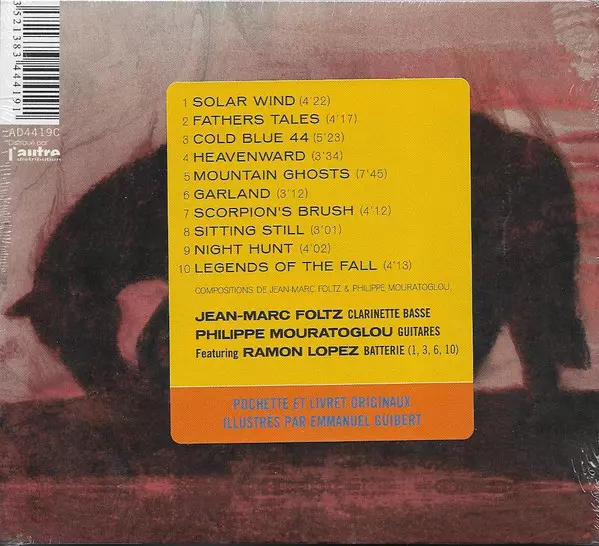 3521383444191
AD4419C
Distribué par
l'autre
distribution
1 SOLAR WIND (4'22)
2 FATHERS TALES (4'17)
3 COLD BLUE 44 (5'23)
4 HEAVENWARD (3'34)
5 MOUNTAIN GHOSTS (7'45)
6 GARLAND (3'12)
7 SCORPION'S BRUSH (4'12)
8 SITTING STILL (3'01)
9 NIGHT HUNT (4'02)
10 LEGENDS OF THE FALL (4'13)
COMPOSITIONS DE JEAN-MARC FOLTZ & PHILIPPE MOURATOGLOU.
JEAN-MARC FOLTZ CLARINETTE BASSE
PHILIPPE MOURATOGLOU GUITARES
Featuring RAMON LOPEZ BATTERIE (1, 3, 6, 10)
POCHETTE ET LIVRET ORIGINAUX
ILLUSTRÉS PAR EMMANUEL GUIBERT